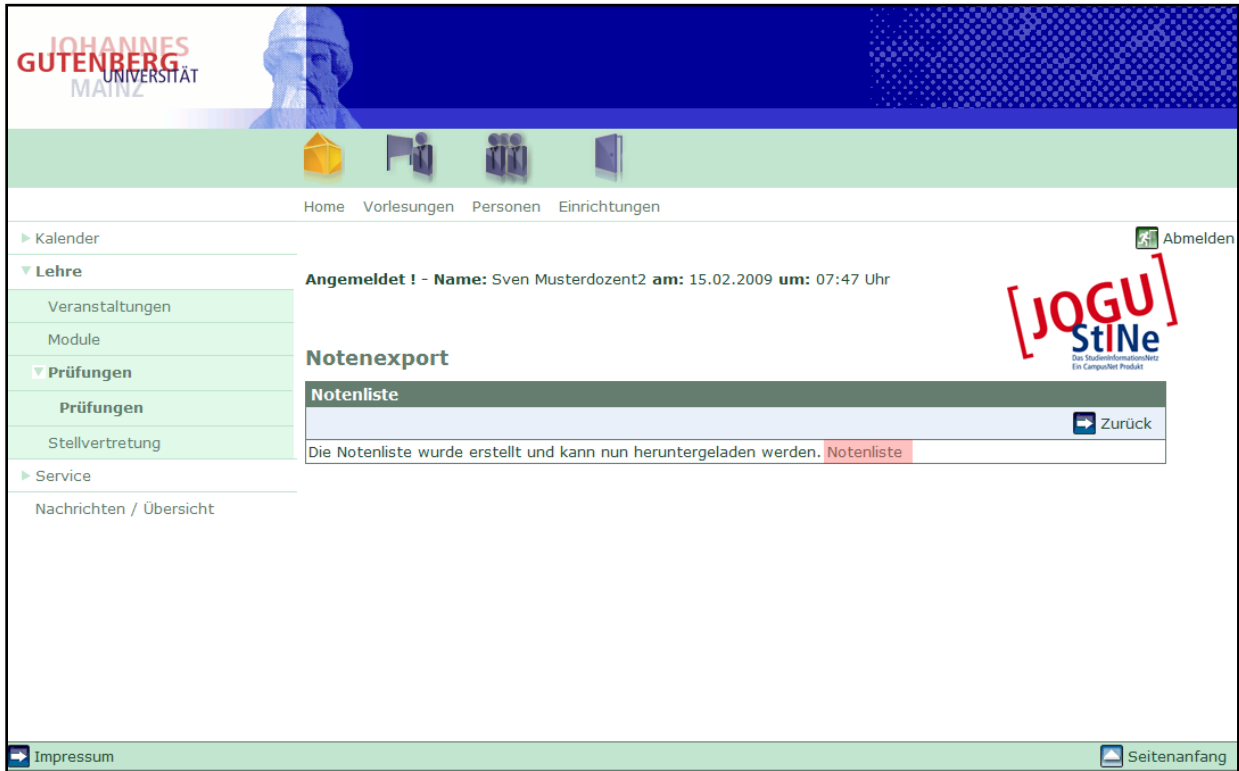 JOHANNES
GUTENBERG
UNIVERSITÄT
MAINZ
Home Vorlesungen Personen Einrichtungen
Kalender
Abmelden
Lehre
Angemeldet ! - Name: Sven Musterdozent2 am: 15.02.2009 um: 07:47 Uhr
Veranstaltungen
Module
[JOGU]
StINe
Das StudienInformationsNetz
Ein CampusNet Produkt
Notenexport
Prüfungen
Notenliste
Prüfungen
Zurück
Stellvertretung
Die Notenliste wurde erstellt und kann nun heruntergeladen werden. Notenliste
Service
Nachrichten / Übersicht
Impressum
Seitenanfang